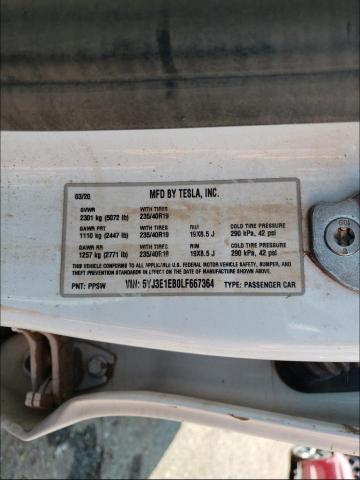 03/20 MFD BY TESLA, INC.
GVWR WITH TIRES
2301 kg (5072 lb) 235/40R19
GAWR FRT WITH TIRES RIM COLD TIRE PRESSURE
1110 kg (2447 lb) 235/40R19 19X8.5 J 290 kPa, 42 psi
GAWR RR WITH TIRES RIM COLD TIRE PRESSURE
1257 kg (2771 lb) 235/40R19 19X8.5 J 290 kPa, 42 psi
THIS VEHICLE CONFORMS TO ALL APPLICABLE U.S. FEDERAL MOTOR VEHICLE SAFETY, BUMPER, AND
THEFT PREVENTION STANDARDS IN EFFECT ON THE DATE OF MANUFACTURE SHOWN ABOVE.
PNT: PPSW VIN: 5YJ3E1EB0LF667364 TYPE: PASSENGER CAR